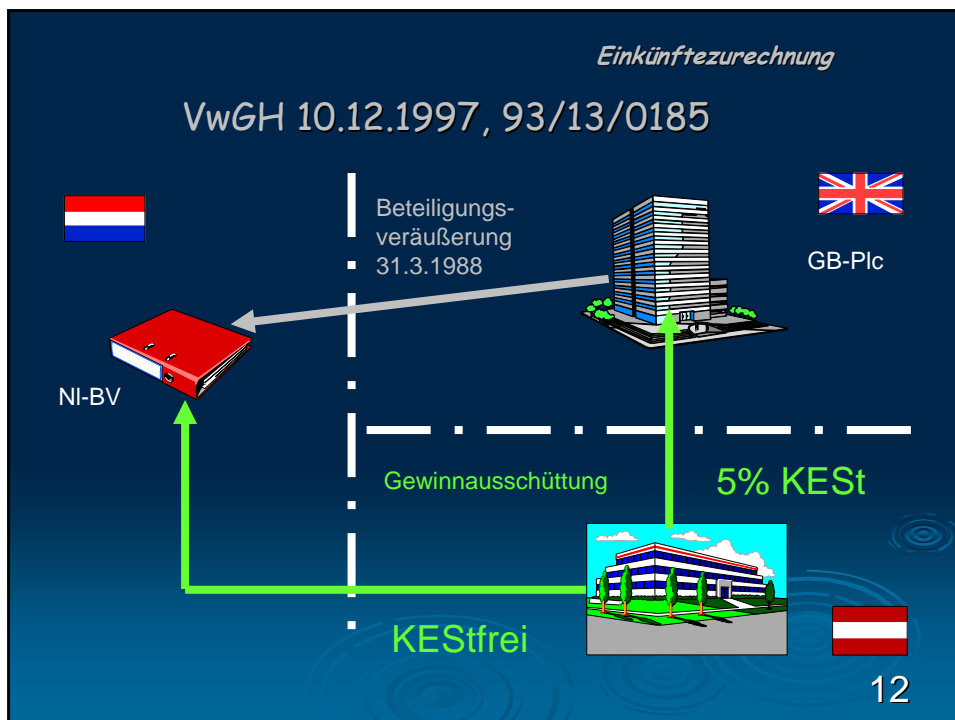 Einkünftezurechnung
VwGH 10.12.1997, 93/13/0185
Beteiligungs-
veräußerung
31.3.1988
GB-Plc
Nl-BV
Gewinnausschüttung
5% KESt
KEStfrei
12